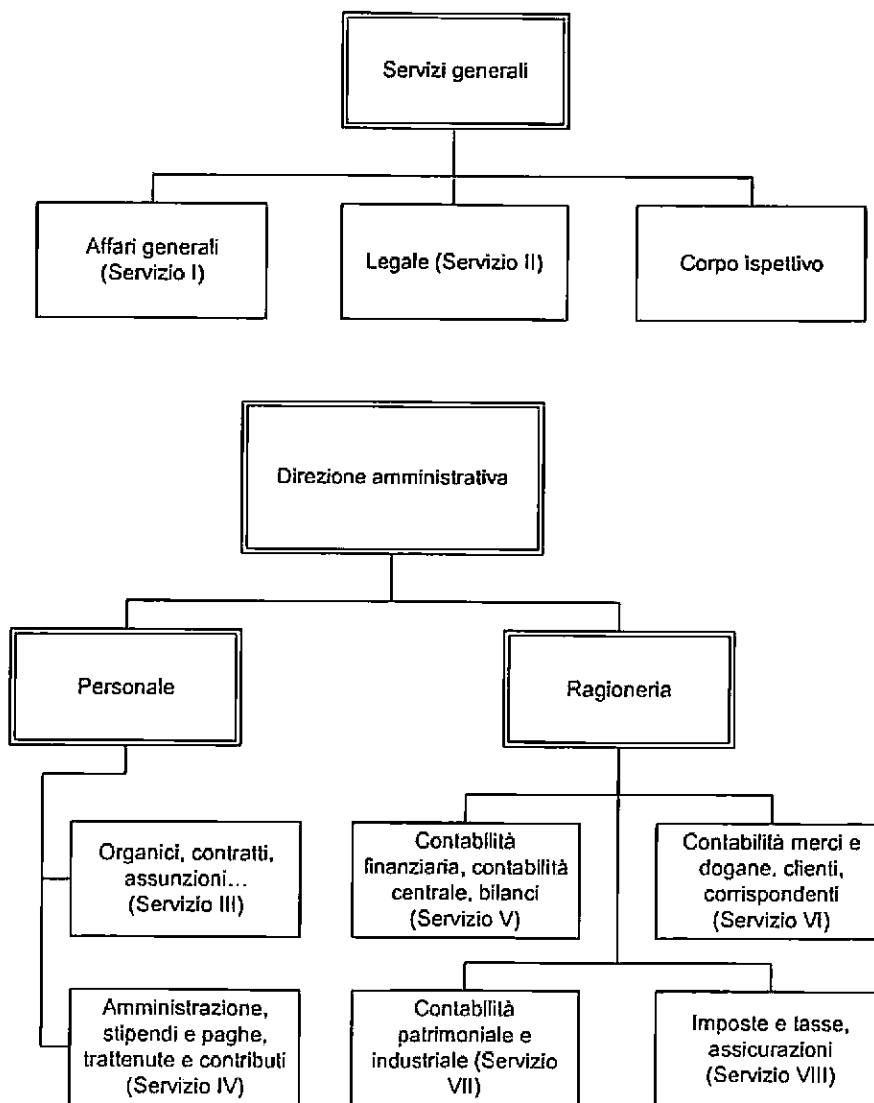 Servizi generali
Affari generali
(Servizio I)
Legale (Servizio II)
Corpo ispettivo
Direzione amministrativa
Personale
Ragioneria
Organici, contratti,
assunzioni...
(Servizio III)
Contabilità
finanziaria, contabilità
centrale, bilanci
(Servizio V)
Contabilità merci e
dogane, clienti,
corrispondenti
(Servizio VI)
Amministrazione,
stipendi e paghe,
trattenute e contributi
(Servizio IV)
Contabilità
patrimoniale e
industriale (Servizio
VII)
Imposte e tasse,
assicurazioni
(Servizio VIII)